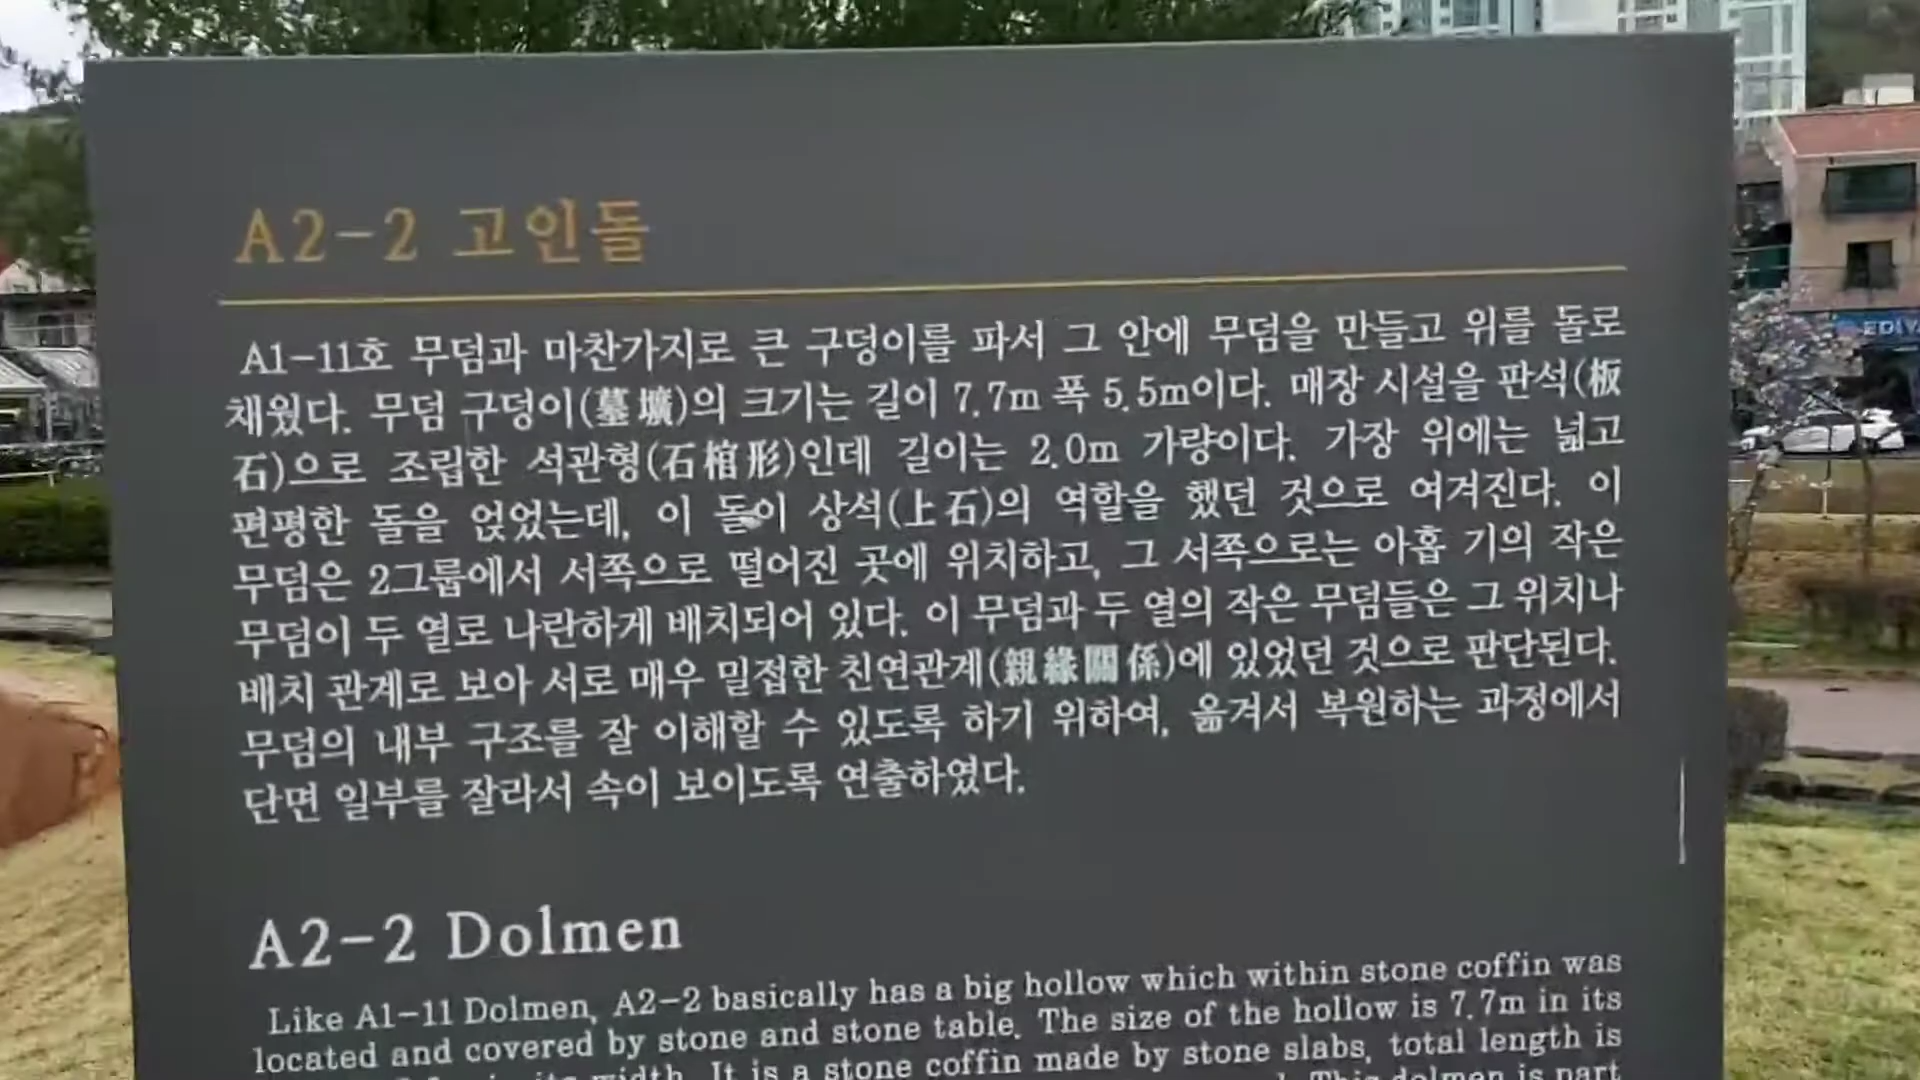 A2-2 고인돌
A1-11호 무덤과 마찬가지로 큰 구덩이를 파서 그 안에 무덤을 만들고 위를 돌로
채웠다. 무덤 구덩이(墓壙)의 크기는 길이 7.7m 폭 5.5m이다. 매장 시설을 판석(板
石)으로 조립한 석관형(石棺形)인데 길이는 2.0m 가량이다. 가장 위에는 넓고
편평한 돌을 얹었는데, 이 돌이 상석(上石)의 역할을 했던 것으로 여겨진다. 이
무덤은 2그룹에서 서쪽으로 떨어진 곳에 위치하고, 그 서쪽으로는 아홉 기의 작은
무덤이 두 열로 나란하게 배치되어 있다. 이 무덤과 두 열의 작은 무덤들은 그 위치나
배치 관계로 보아 서로 매우 밀접한 친연관계(親緣關係)에 있었던 것으로 판단된다.
무덤의 내부 구조를 잘 이해할 수 있도록 하기 위하여, 옮겨서 복원하는 과정에서
단면 일부를 잘라서 속이 보이도록 연출하였다.
A2-2 Dolmen
Like A1-11 Dolmen, A2-2 basically has a big hollow which within stone coffin was
located and covered by stone and stone table. The size of the hollow is 7.7m in its
width. It is a stone coffin made by stone slabs, total length is
This dolmen is part
EDIYA